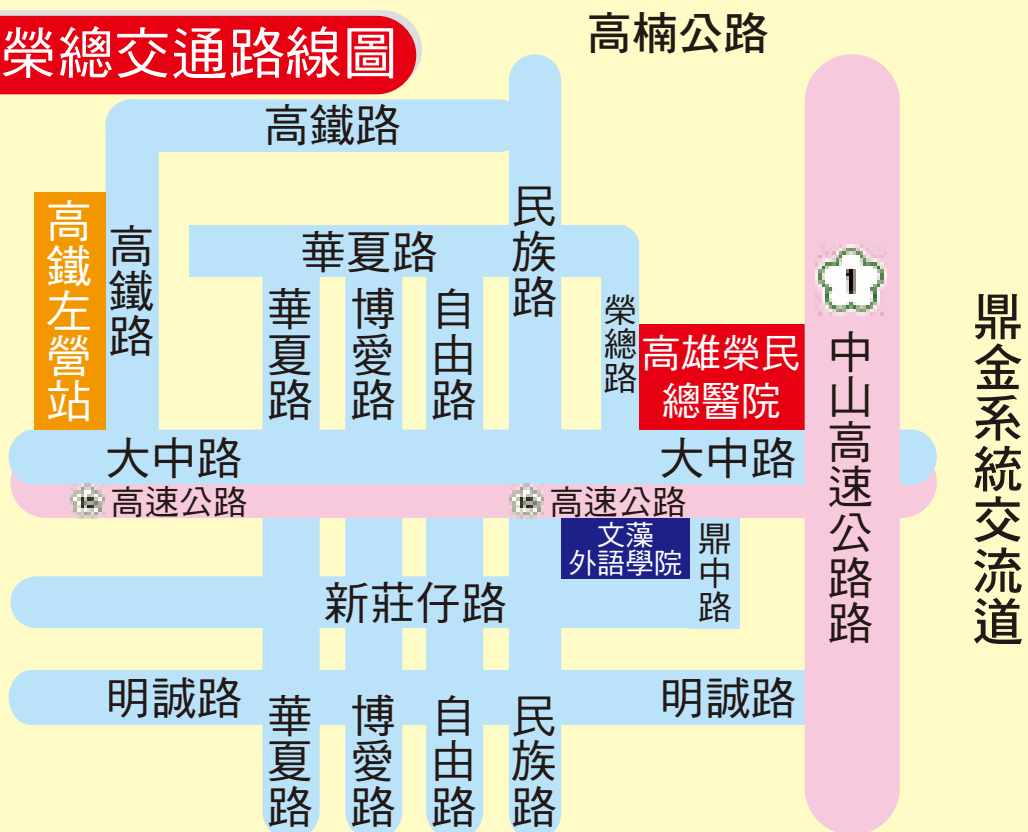 榮總交通路線圖
高楠公路
高鐵路
高鐵左營站
高鐵路
華夏路
民族路
華夏路
博愛路
自由路
榮總路
高雄榮民
總醫院
1
中山高速公路路
鼎金系統交流道
大中路
大中路
高速公路
高速公路
文藻
外語學院
鼎中路
新莊仔路
明誠路
明誠路
華夏路
博愛路
自由路
民族路